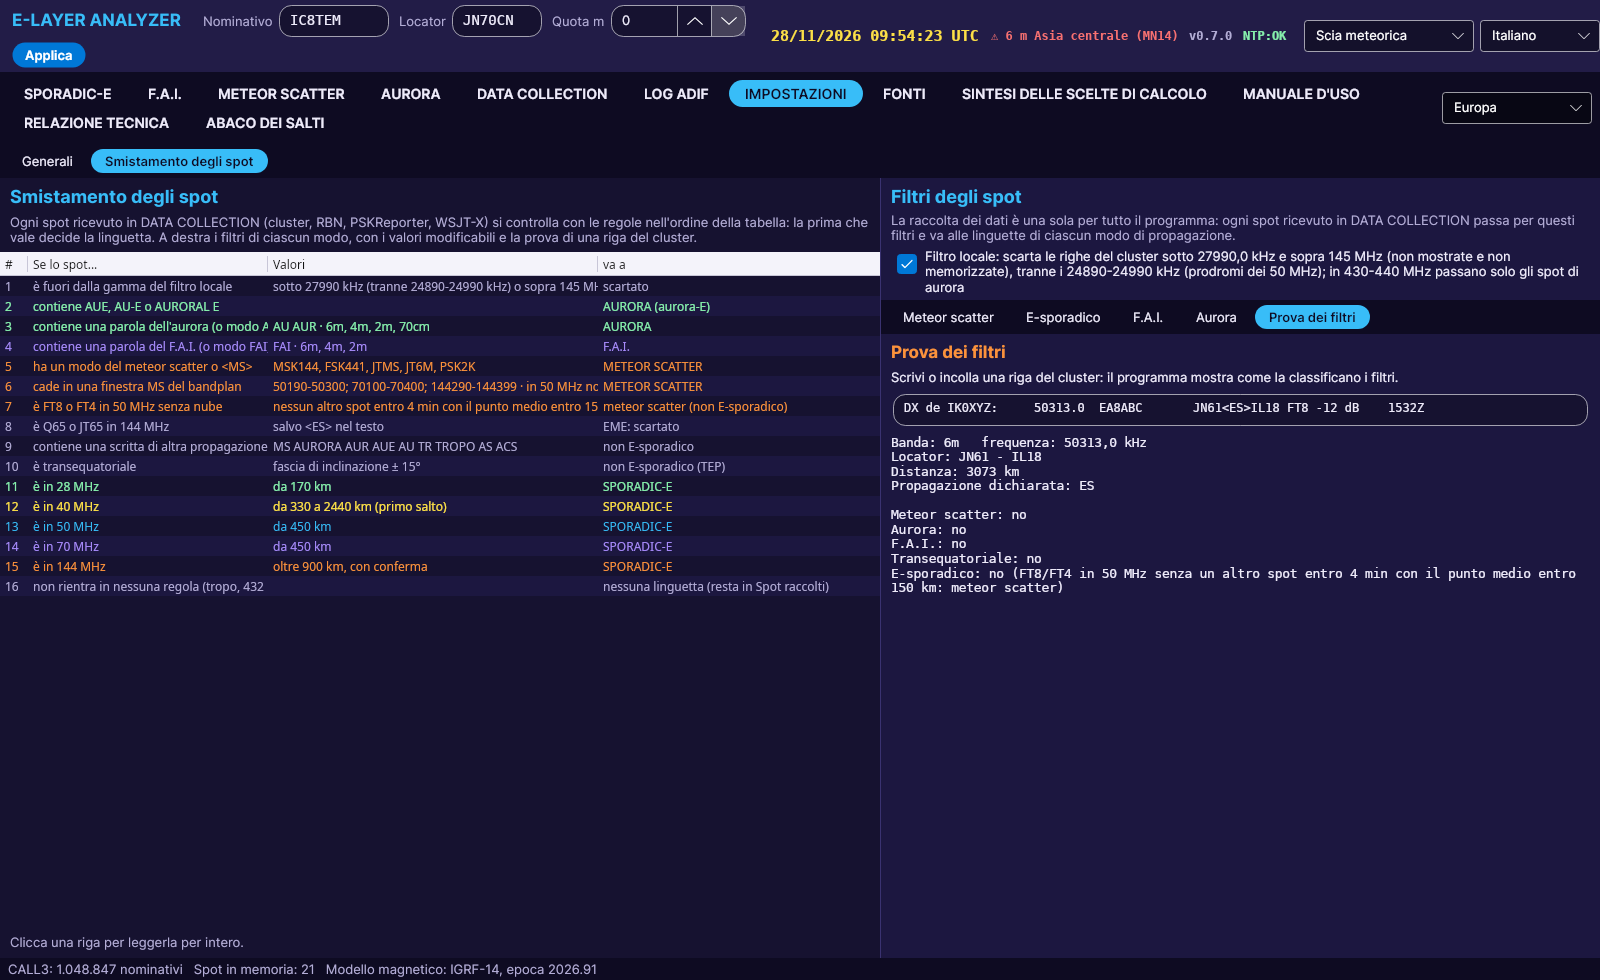 E-LAYER ANALYZER Nominativo IC8TEM Locator JN70CN Quota m 0
28/11/2026 09:54:23 UTC ⚠ 6 m Asia centrale (MN14) v0.7.0 NTP:OK Scia meteorica Italiano
Applica
SPORADIC-E F.A.I. METEOR SCATTER AURORA DATA COLLECTION LOG ADIF IMPOSTAZIONI FONTI SINTESI DELLE SCELTE DI CALCOLO MANUALE D'USO
RELAZIONE TECNICA ABACO DEI SALTI
Europa
Generali Smistamento degli spot
Smistamento degli spot
Ogni spot ricevuto in DATA COLLECTION (cluster, RBN, PSKReporter, WSJT-X) si controlla con le regole nell'ordine della tabella: la prima che
vale decide la linguetta. A destra i filtri di ciascun modo, con i valori modificabili e la prova di una riga del cluster.
# Se lo spot... Valori va a
1 è fuori dalla gamma del filtro locale sotto 27990 kHz (tranne 24890-24990 kHz) o sopra 145 MH scartato
2 contiene AUE, AU-E o AURORAL E AURORA (aurora-E)
3 contiene una parola dell'aurora (o modo A AU AUR · 6m, 4m, 2m, 70cm AURORA
4 contiene una parola del F.A.I. (o modo FAI FAI · 6m, 4m, 2m F.A.I.
5 ha un modo del meteor scatter o <MS> MSK144, FSK441, JTMS, JT6M, PSK2K METEOR SCATTER
6 cade in una finestra MS del bandplan 50190-50300; 70100-70400; 144290-144399 · in 50 MHz nc METEOR SCATTER
7 è FT8 o FT4 in 50 MHz senza nube nessun altro spot entro 4 min con il punto medio entro 15 meteor scatter (non E-sporadico)
8 è Q65 o JT65 in 144 MHz salvo <ES> nel testo EME: scartato
9 contiene una scritta di altra propagazione MS AURORA AUR AUE AU TR TROPO AS ACS non E-sporadico
10 è transequatoriale fascia di inclinazione ± 15° non E-sporadico (TEP)
11 è in 28 MHz da 170 km SPORADIC-E
12 è in 40 MHz da 330 a 2440 km (primo salto) SPORADIC-E
13 è in 50 MHz da 450 km SPORADIC-E
14 è in 70 MHz da 450 km SPORADIC-E
15 è in 144 MHz oltre 900 km, con conferma SPORADIC-E
16 non rientra in nessuna regola (tropo, 432 nessuna linguetta (resta in Spot raccolti)
Clicca una riga per leggerla per intero.
Filtri degli spot
La raccolta dei dati è una sola per tutto il programma: ogni spot ricevuto in DATA COLLECTION passa per questi
filtri e va alle linguette di ciascun modo di propagazione.
Filtro locale: scarta le righe del cluster sotto 27990,0 kHz e sopra 145 MHz (non mostrate e non
memorizzate), tranne i 24890-24990 kHz (prodromi dei 50 MHz); in 430-440 MHz passano solo gli spot di
aurora
Meteor scatter E-sporadico F.A.I. Aurora Prova dei filtri
Prova dei filtri
Scrivi o incolla una riga del cluster: il programma mostra come la classificano i filtri.
DX de IK0XYZ: 50313.0 EA8ABC JN61<ES>IL18 FT8 -12 dB 1532Z
Banda: 6m frequenza: 50313,0 kHz
Locator: JN61 - IL18
Distanza: 3073 km
Propagazione dichiarata: ES
Meteor scatter: no
Aurora: no
F.A.I.: no
Transequatoriale: no
E-sporadico: no (FT8/FT4 in 50 MHz senza un altro spot entro 4 min con il punto medio entro
150 km: meteor scatter)
CALL3: 1.048.847 nominativi Spot in memoria: 21 Modello magnetico: IGRF-14, epoca 2026.91